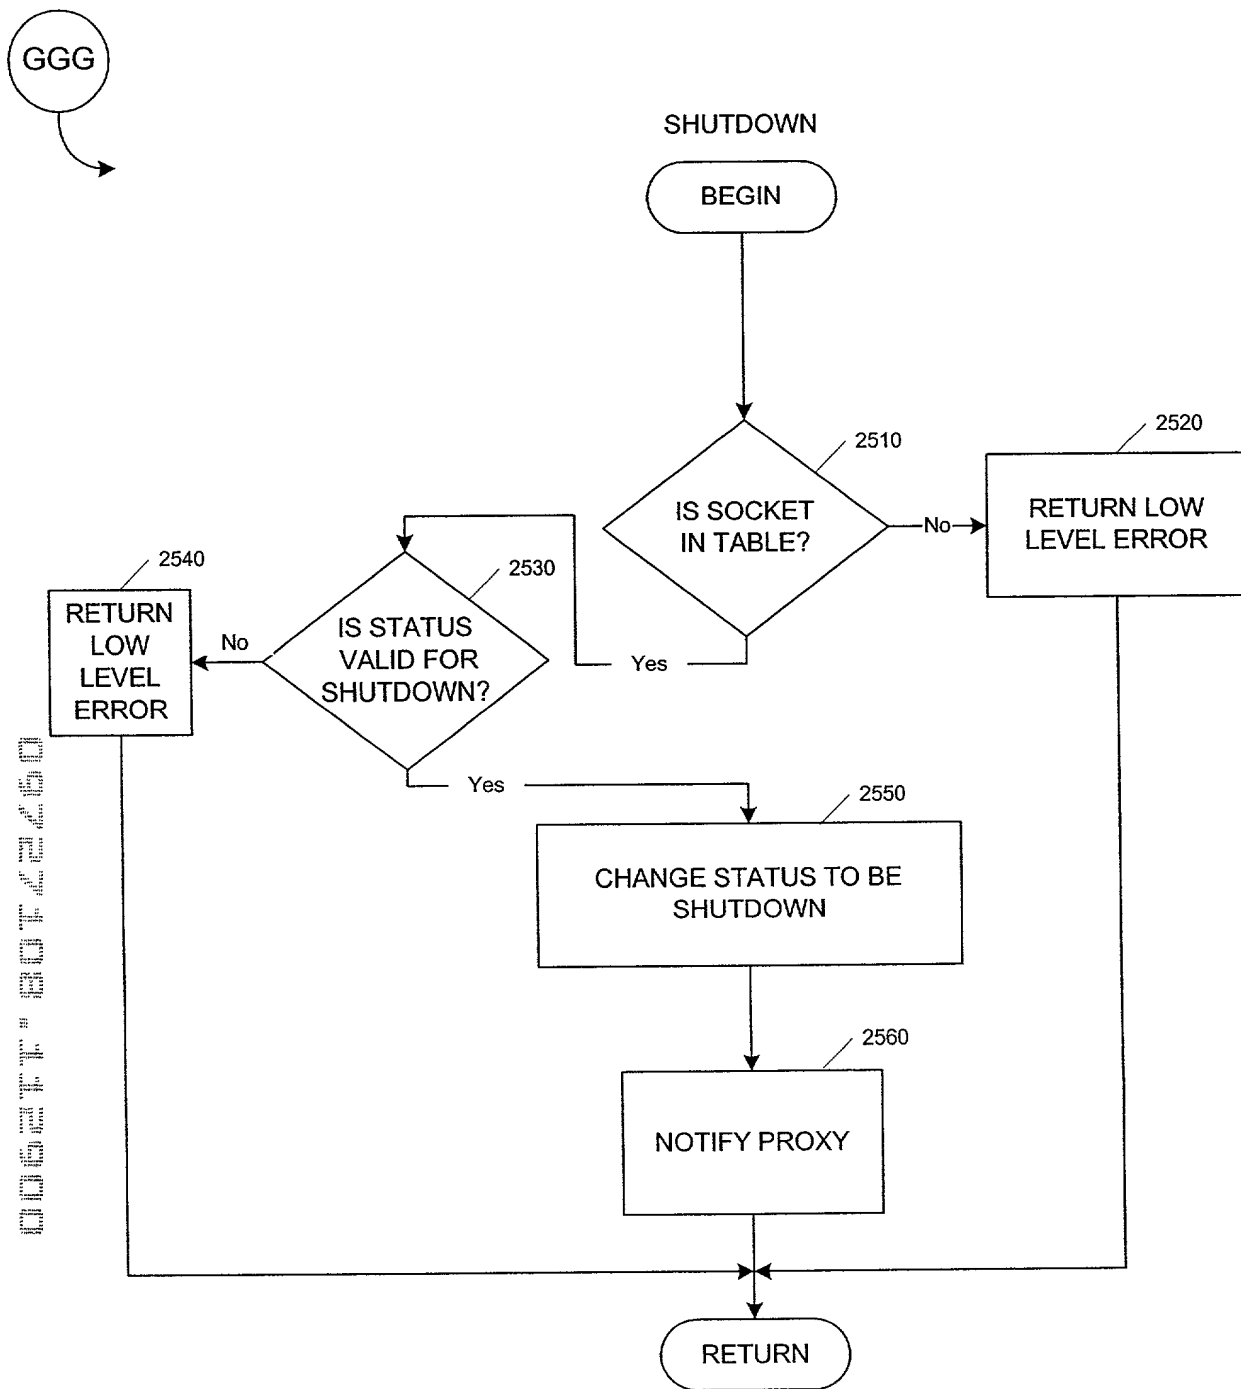 GGG
SHUTDOWN
BEGIN
2510
IS SOCKET
IN TABLE?
No
2520
RETURN LOW
LEVEL ERROR
Yes
2530
IS STATUS
VALID FOR
SHUTDOWN?
No
2540
RETURN
LOW
LEVEL
ERROR
Yes
2550
CHANGE STATUS TO BE
SHUTDOWN
2560
NOTIFY PROXY
RETURN